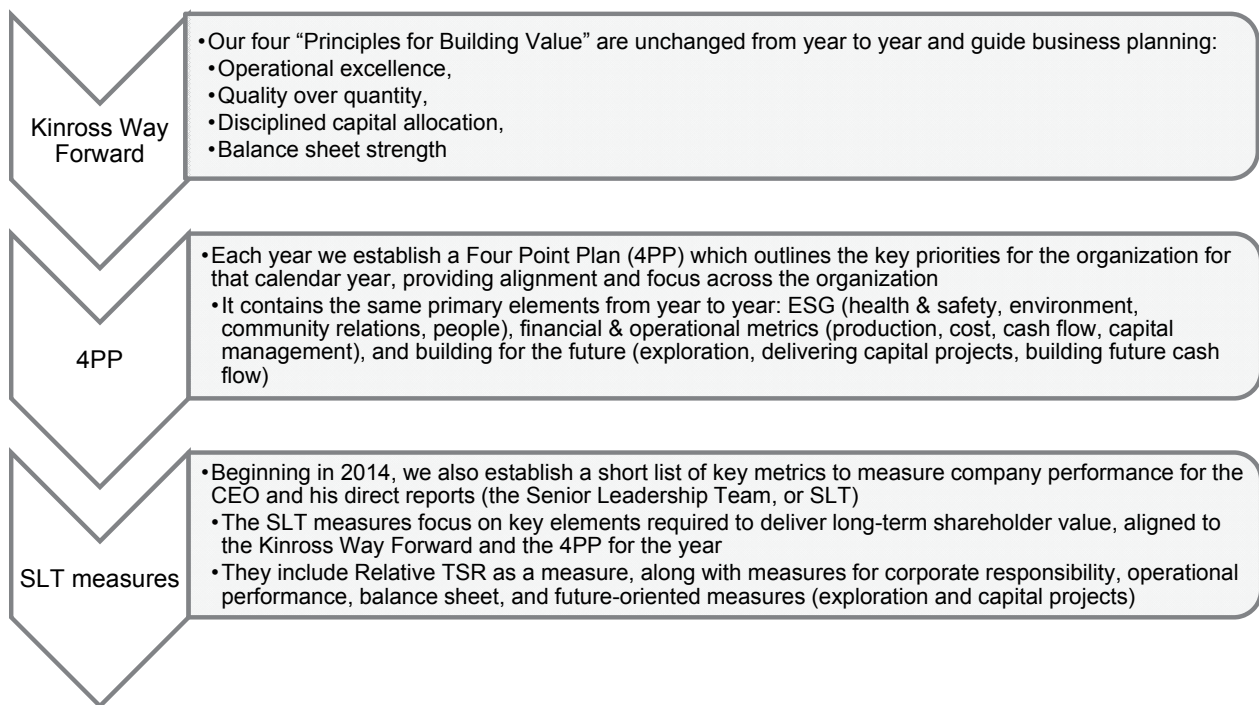 Kinross Way
Forward
•Our four “Principles for Building Value” are unchanged from year to year and guide business planning:
•Operational excellence,
•Quality over quantity,
•Disciplined capital allocation,
•Balance sheet strength
4PP
•Each year we establish a Four Point Plan (4PP) which outlines the key priorities for the organization for
that calendar year, providing alignment and focus across the organization
•It contains the same primary elements from year to year: ESG (health & safety, environment,
community relations, people), financial & operational metrics (production, cost, cash flow, capital
management), and building for the future (exploration, delivering capital projects, building future cash
flow)
SLT measures
•Beginning in 2014, we also establish a short list of key metrics to measure company performance for the
CEO and his direct reports (the Senior Leadership Team, or SLT)
•The SLT measures focus on key elements required to deliver long-term shareholder value, aligned to
the Kinross Way Forward and the 4PP for the year
•They include Relative TSR as a measure, along with measures for corporate responsibility, operational
performance, balance sheet, and future-oriented measures (exploration and capital projects)